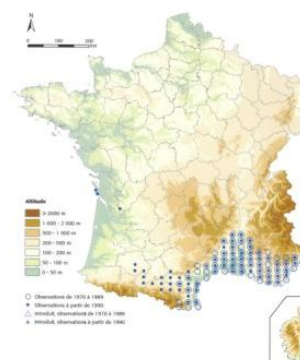 N
0 100 200
Altitude
> 2000 m
1 000 - 2 000 m
500 - 1 000 m
200 - 500 m
100 - 200 m
50 - 100 m
0 - 50 m
Observations de 1970 à 1989
Observations à partir de 1990
Introduit, observations de 1970 à 1989
Introduit, observations à partir de 1990